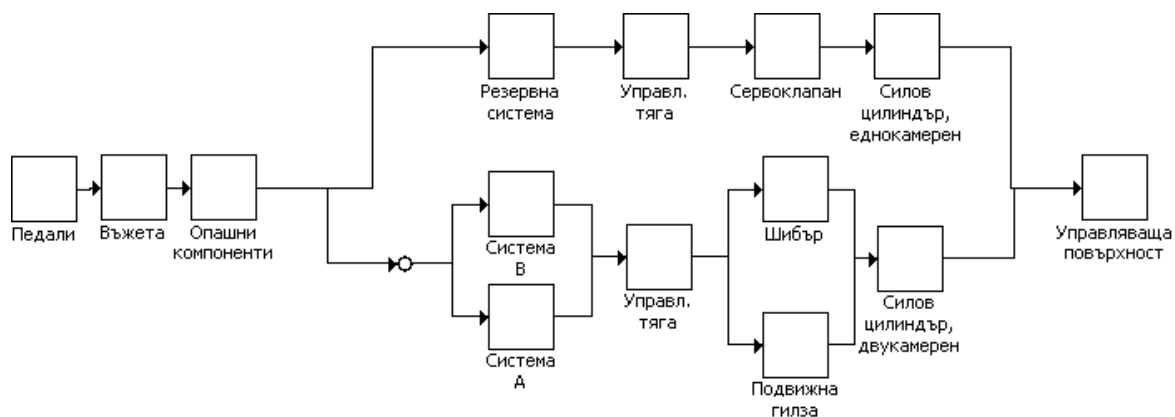 Резервна
система
Управл.
тяга
Сервоклапан
Силов
цилиндър,
еднокамерен
Педали
Въжета
Опашни
компоненти
Система
В
Система
А
Управл.
тяга
Шибър
Подвижна
гилза
Силов
цилиндър,
двукамерен
Управляваща
повърхност